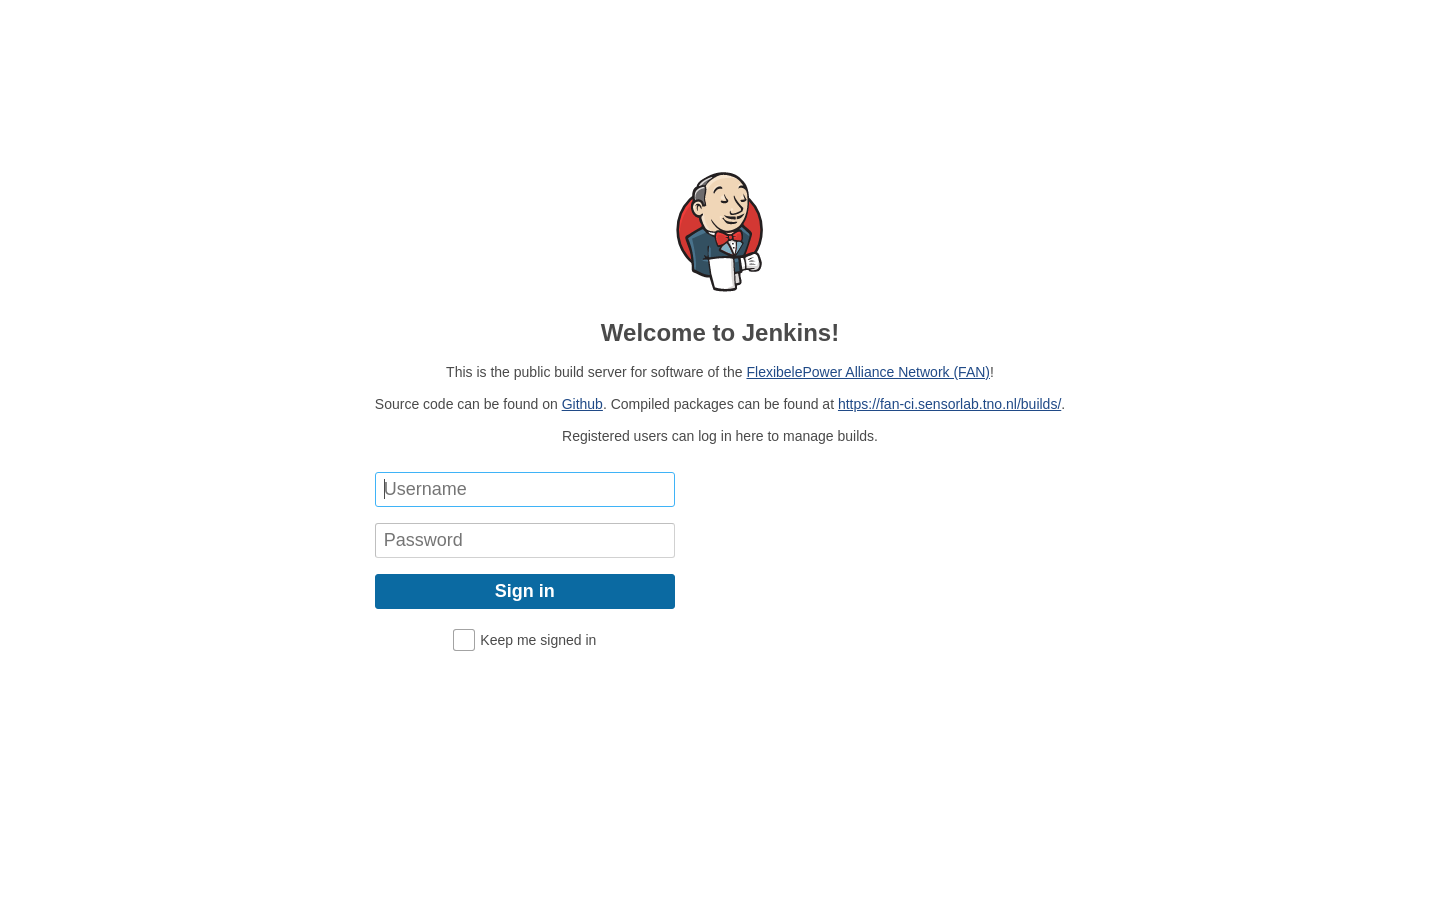 Welcome to Jenkins!
This is the public build server for software of the FlexibelePower Alliance Network (FAN)!
Source code can be found on Github. Compiled packages can be found at https://fan-ci.sensorlab.tno.nl/builds/.
Registered users can log in here to manage builds.
Username
Password
Sign in
Keep me signed in